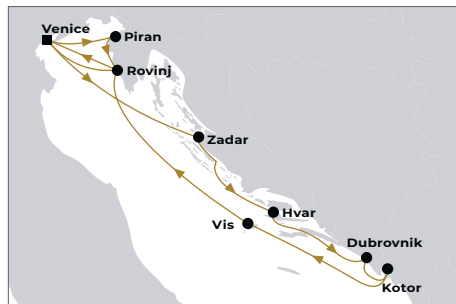 Venice
Piran
Rovinj
Zadar
Hvar
Vis
Dubrovnik
Kotor